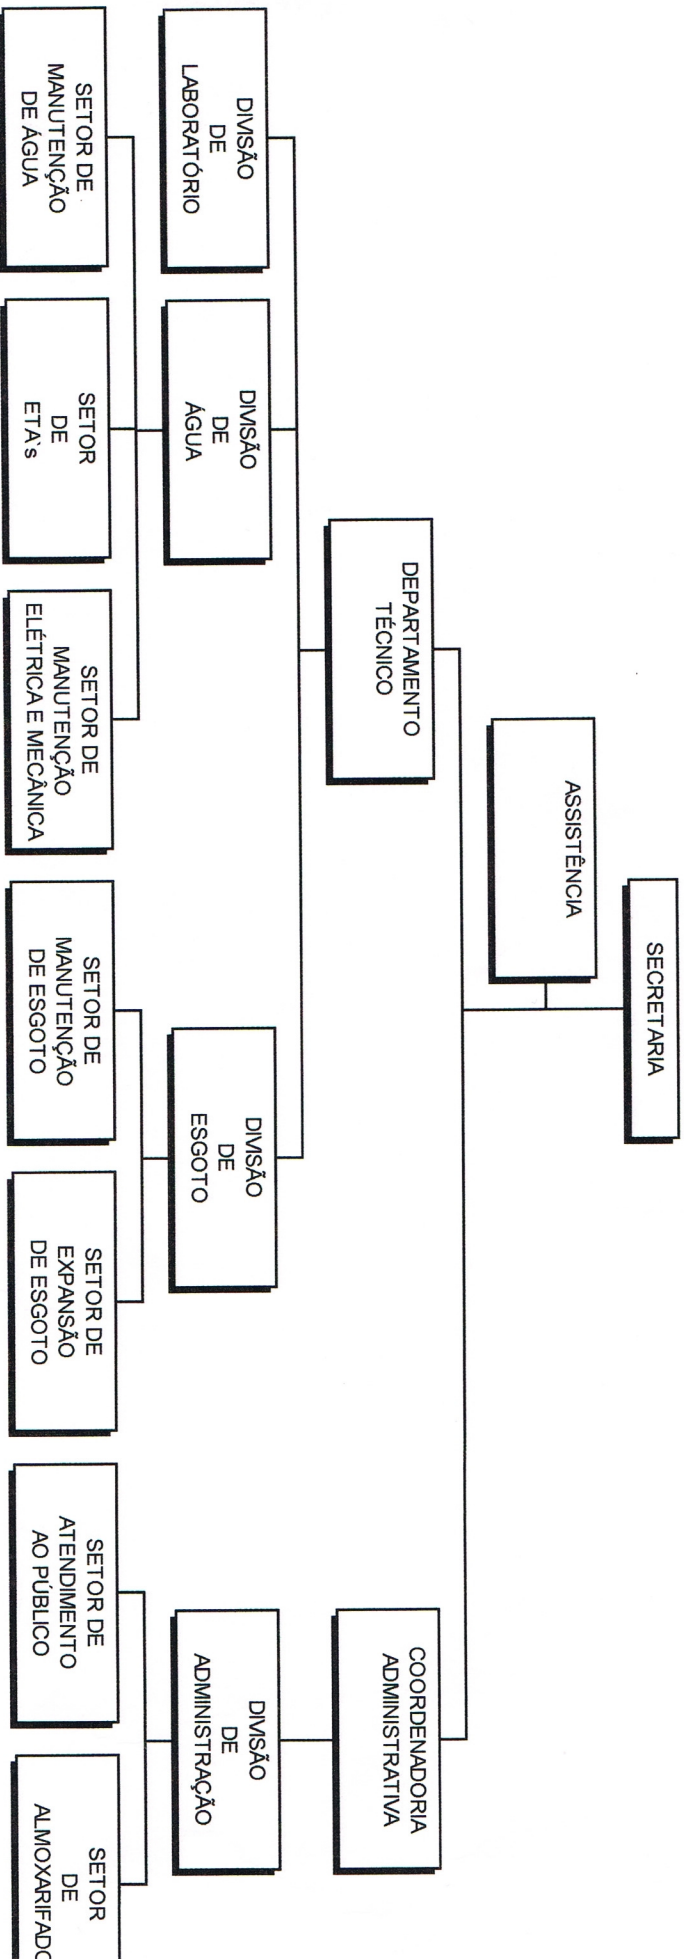 SECRETARIA
ASSISTÊNCIA
DEPARTAMENTO
TÉCNICO
COORDENADORIA
ADMINISTRATIVA
DIVISÃO
DE
LABORATÓRIO
DIVISÃO
DE
ÁGUA
DIVISÃO
DE
ESGOTO
DIVISÃO
DE
ADMINISTRAÇÃO
SETOR DE
MANUTENÇÃO
DE ÁGUA
SETOR
DE
ETA`s
SETOR DE
MANUTENÇÃO
ELÉTRICA E MECÂNICA
SETOR DE
MANUTENÇÃO
DE ESGOTO
SETOR DE
EXPANSÃO
DE ESGOTO
SETOR DE
ATENDIMENTO
AO PÚBLICO
SETOR
DE
ALMOXARIFADO